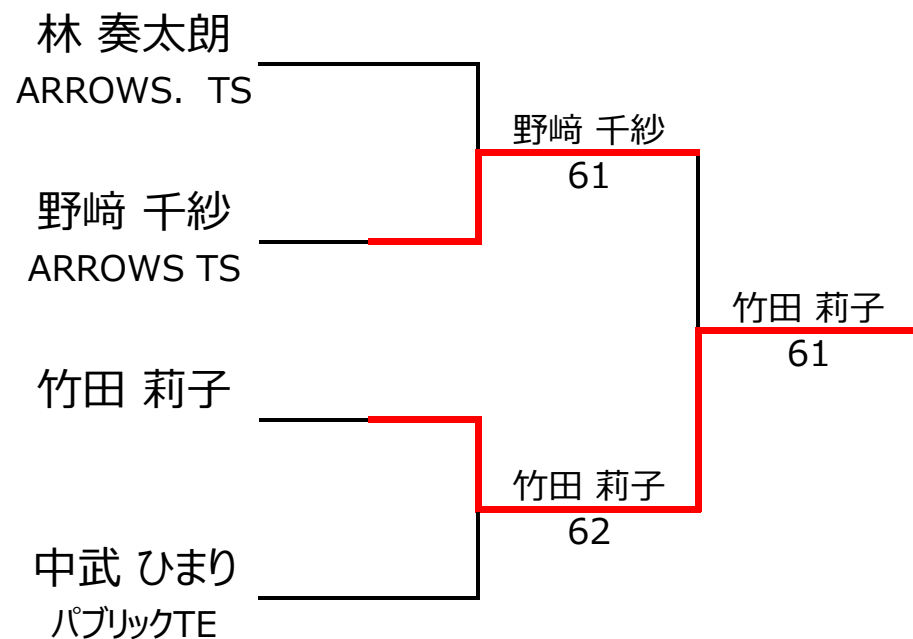 林 奏太朗
ARROWS. TS
野﨑 千紗
61
野﨑 千紗
ARROWS TS
竹田 莉子
61
竹田 莉子
竹田 莉子
62
中武 ひまり
パブリックTE